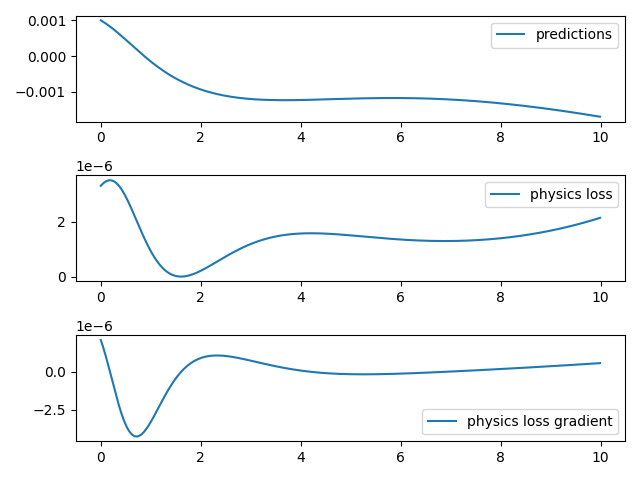 0.001
0.000
−0.001
predictions
0 2 4 6 8 10
1e−6
2
0
physics loss
0 2 4 6 8 10
1e−6
0.0
−2.5
physics loss gradient
0 2 4 6 8 10